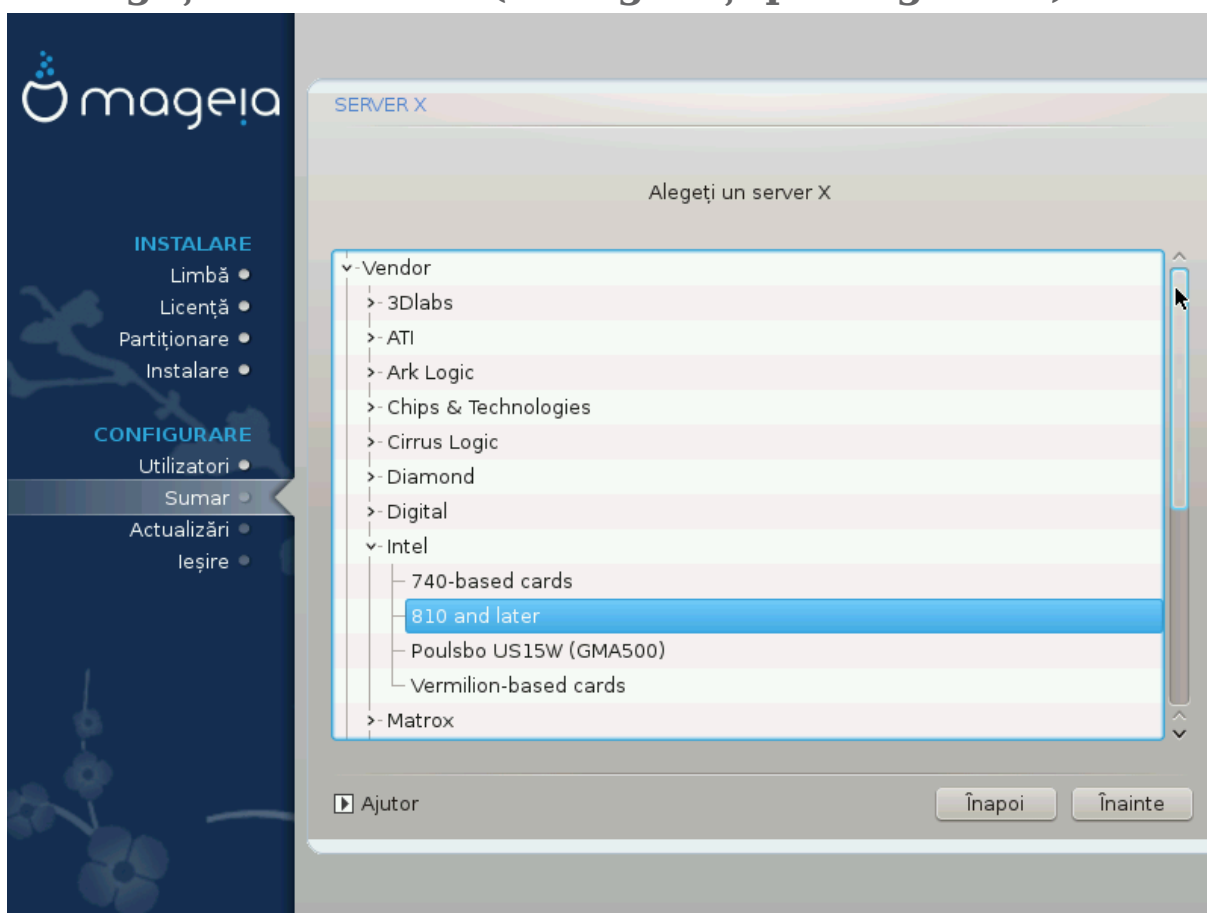 mageia
SERVER X
Alegeți un server X
INSTALARE
Limbă
Licență
Partiționare
Instalare
CONFIGURARE
Utilizatori
Sumar
Actualizări
Ieșire
Vendor
3Dlabs
ATI
Ark Logic
Chips & Technologies
Cirrus Logic
Diamond
Digital
Intel
740-based cards
810 and later
Poulsbo US15W (GMA500)
Vermilion-based cards
Matrox
Ajutor
Înapoi
Înainte